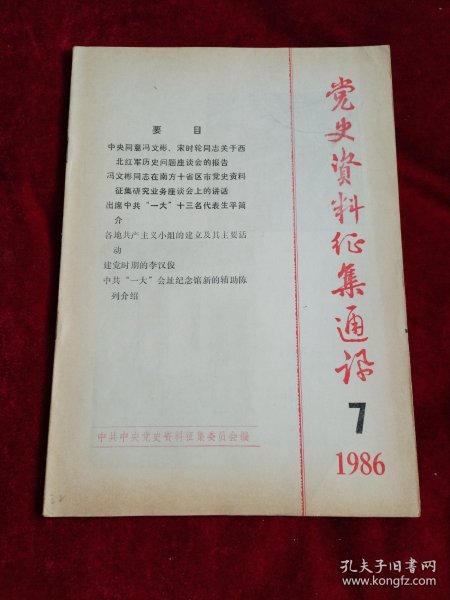 党史資料征集通讯
7
1986
要目
中央同意冯文彬、宋时轮同志关于西
北红军历史问题座谈会的报告
冯文彬同志在南方十省区市党史资料
征集研究业务座谈会上的讲话
出席中共“一大”十三名代表生平简
介
各地共产主义小组的建立及其主要活
动
建党时期的李汉俊
中共“一大”会址纪念馆新的辅助陈
列介绍
中共中央党史资料征集委员会编
孔夫子旧书网
www.kongfz.com